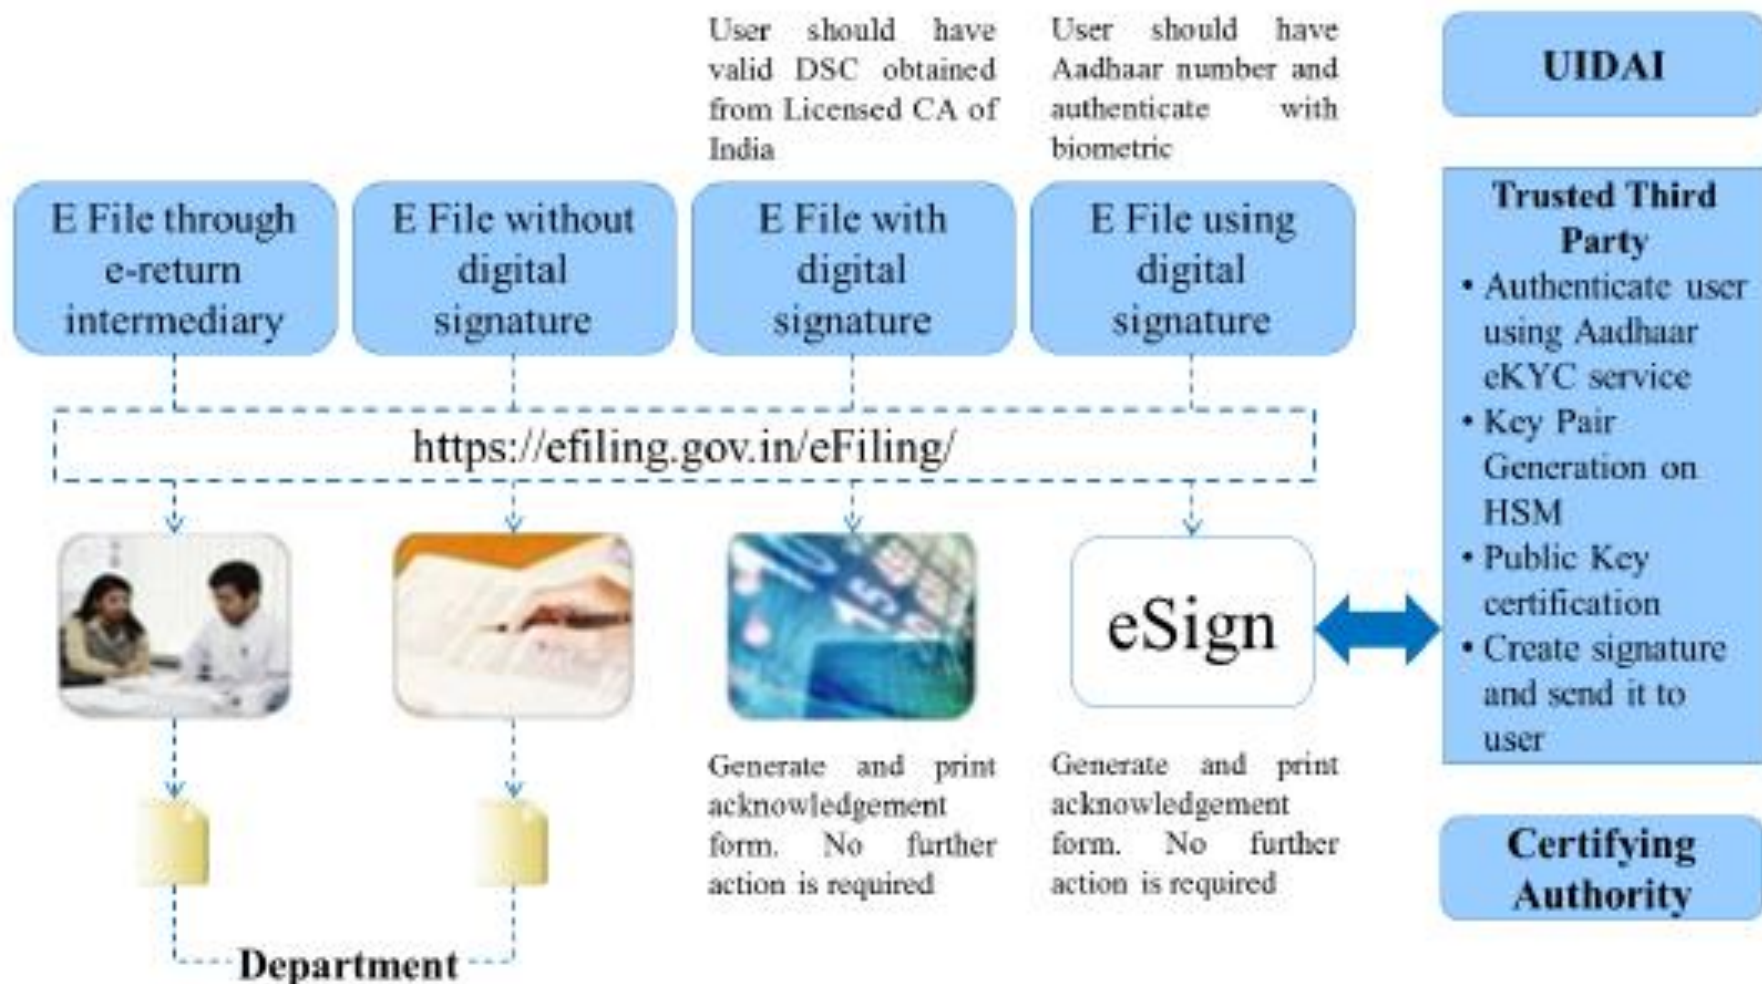 User should have
valid DSC obtained
from Licensed CA of
India
User should have
Aadhaar number and
authenticate with
biometric
UIDAI
E File through
e-return
intermediary
E File without
digital
signature
E File with
digital
signature
E File using
digital
signature
Trusted Third
Party
• Authenticate user
using Aadhaar
eKYC service
• Key Pair
Generation on
HSM
• Public Key
certification
• Create signature
and send it to
user
https://efiling.gov.in/eFiling/
15
eSign
Generate and print
acknowledgement
form. No further
action is required
Generate and print
acknowledgement
form. No further
action is required
Certifying
Authority
Department